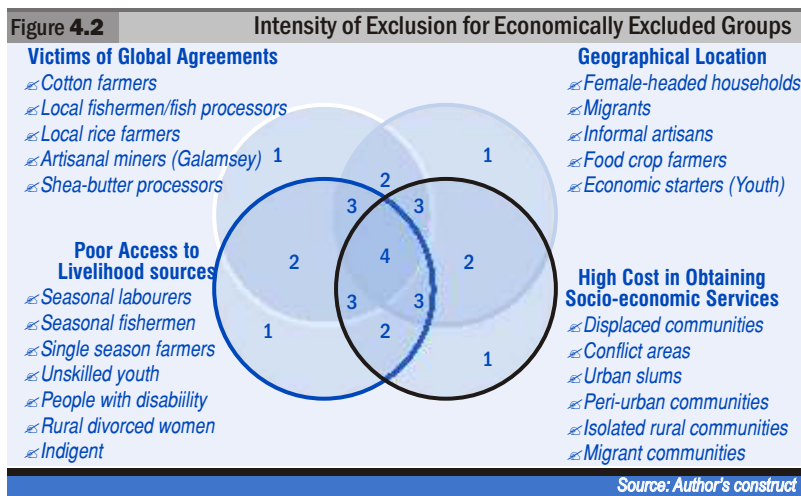 Figure 4.2
Intensity of Exclusion for Economically Excluded Groups
Victims of Global Agreements
Cotton farmers
Local fishermen/fish processors
Local rice farmers
Artisanal miners (Galamsey)
Shea-butter processors
Geographical Location
Female-headed households
Migrants
Informal artisans
Food crop farmers
Economic starters (Youth)
1
1
2
3
3
2
4
2
3
3
1
2
1
Poor Access to
Livelihood sources
Seasonal labourers
Seasonal fishermen
Single season farmers
Unskilled youth
People with disabiility
Rural divorced women
Indigent
High Cost in Obtaining
Socio-economic Services
Displaced communities
Conflict areas
Urban slums
Peri-urban communities
Isolated rural communities
Migrant communities
Source: Author's construct